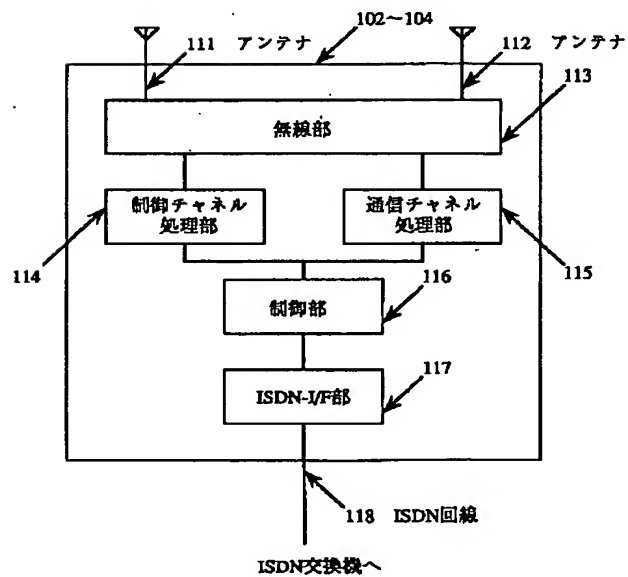 102~104
111 アンテナ
112 アンテナ
113
無線部
制御チャネル
処理部
通信チャネル
処理部
114
115
116
制御部
117
ISDN-I/F部
118 ISDN回線
ISDN交換機へ